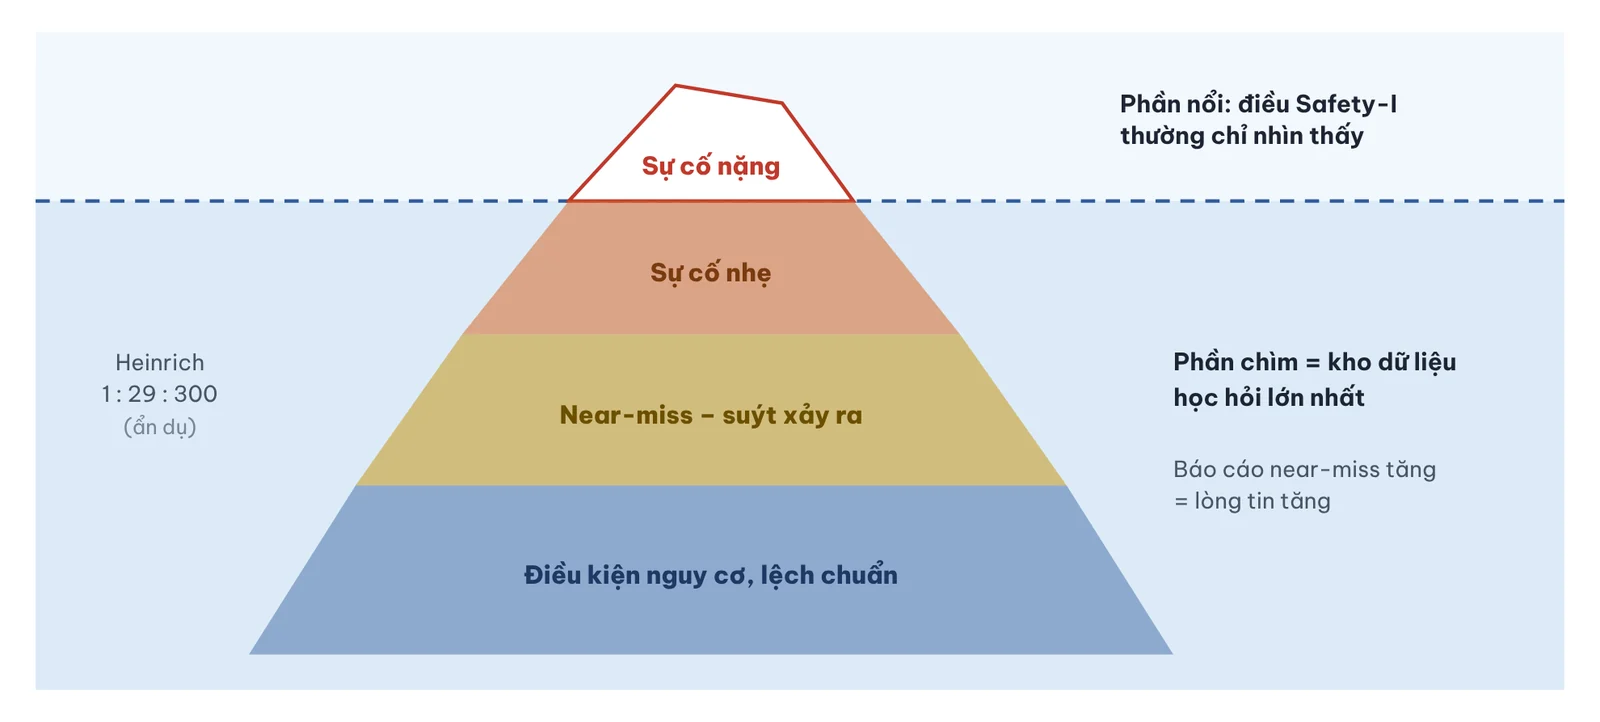 Phần nổi: điều Safety-I
thường chỉ nhìn thấy
Sự cố nặng
Sự cố nhẹ
Heinrich
1 : 29 : 300
(ẩn dụ)
Near-miss – suýt xảy ra
Phần chìm = kho dữ liệu
học hỏi lớn nhất
Báo cáo near-miss tăng
= lòng tin tăng
Điều kiện nguy cơ, lệch chuẩn